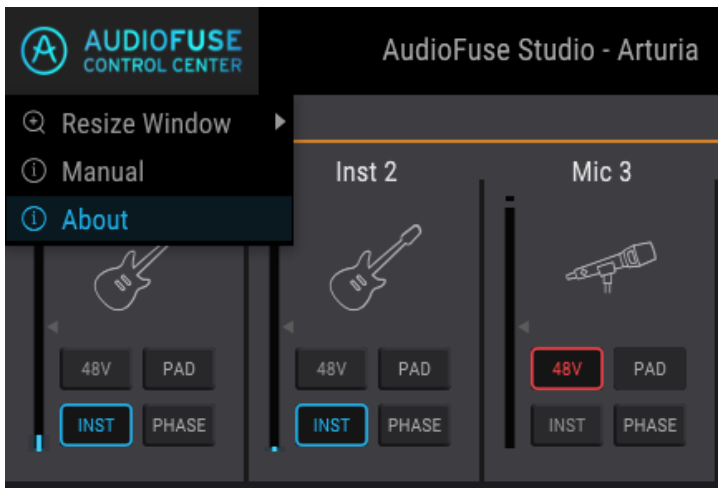 AUDIOFUSE
CONTROL CENTER
AudioFuse Studio - Arturia
Resize Window
Manual
About
Inst 2
Mic 3
48V PAD
INST PHASE
48V PAD
INST PHASE
48V PAD
INST PHASE